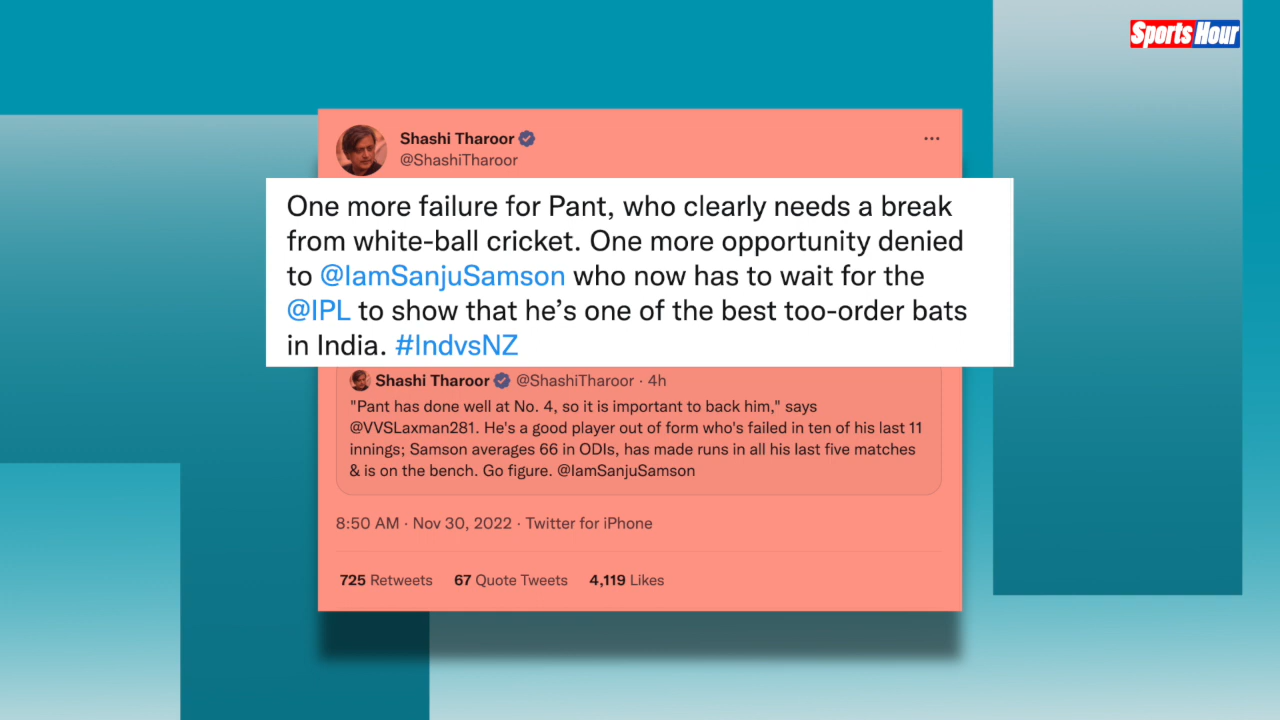 Sports Hour
Shashi Tharoor
@ShashiTharoor
One more failure for Pant, who clearly needs a break
from white-ball cricket. One more opportunity denied
to @IamSanjuSamson who now has to wait for the
@IPL to show that he’s one of the best too-order bats
in India. #IndvsNZ
Shashi Tharoor @ShashiTharoor · 4h
"Pant has done well at No. 4, so it is important to back him," says
@VVSLaxman281. He's a good player out of form who's failed in ten of his last 11
innings; Samson averages 66 in ODIs, has made runs in all his last five matches
& is on the bench. Go figure. @IamSanjuSamson
8:50 AM · Nov 30, 2022 · Twitter for iPhone
725 Retweets 67 Quote Tweets 4,119 Likes